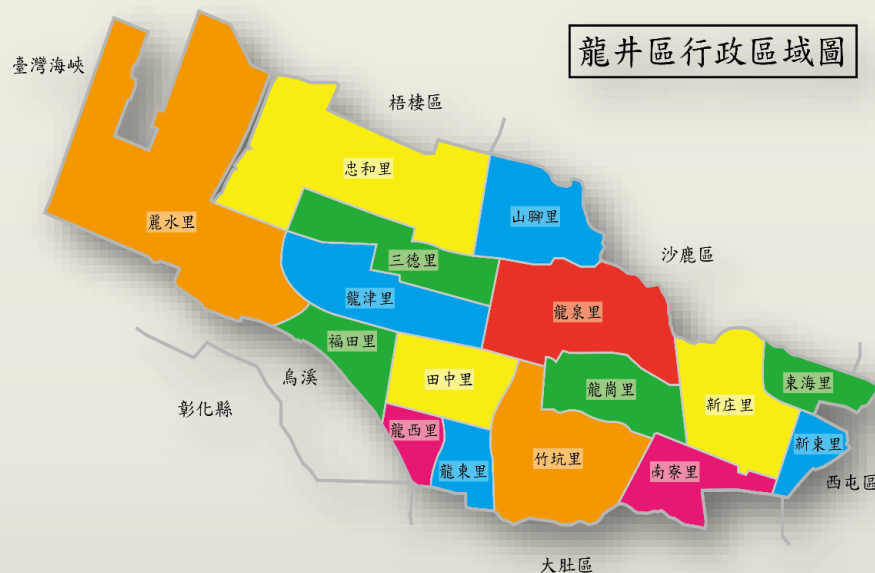 龍井區行政區域圖
臺灣海峽
梧棲區
忠和里
麗水里
山腳里
三德里
沙鹿區
龍津里
龍泉里
福田里
烏溪
田中里
龍崗里
東海里
彰化縣
新庄里
龍西里
新東里
龍東里
竹坑里
南寮里
西屯區
大肚區